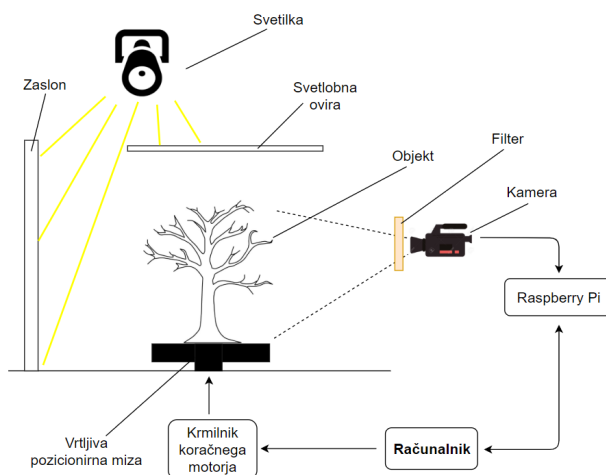 Svetilka
Zaslon
Svetlobna
ovira
Filter
Objekt
Kamera
Raspberry Pi
Vrtljiva
pozicionirna miza
Krmilnik
koračnega
motorja
Računalnik